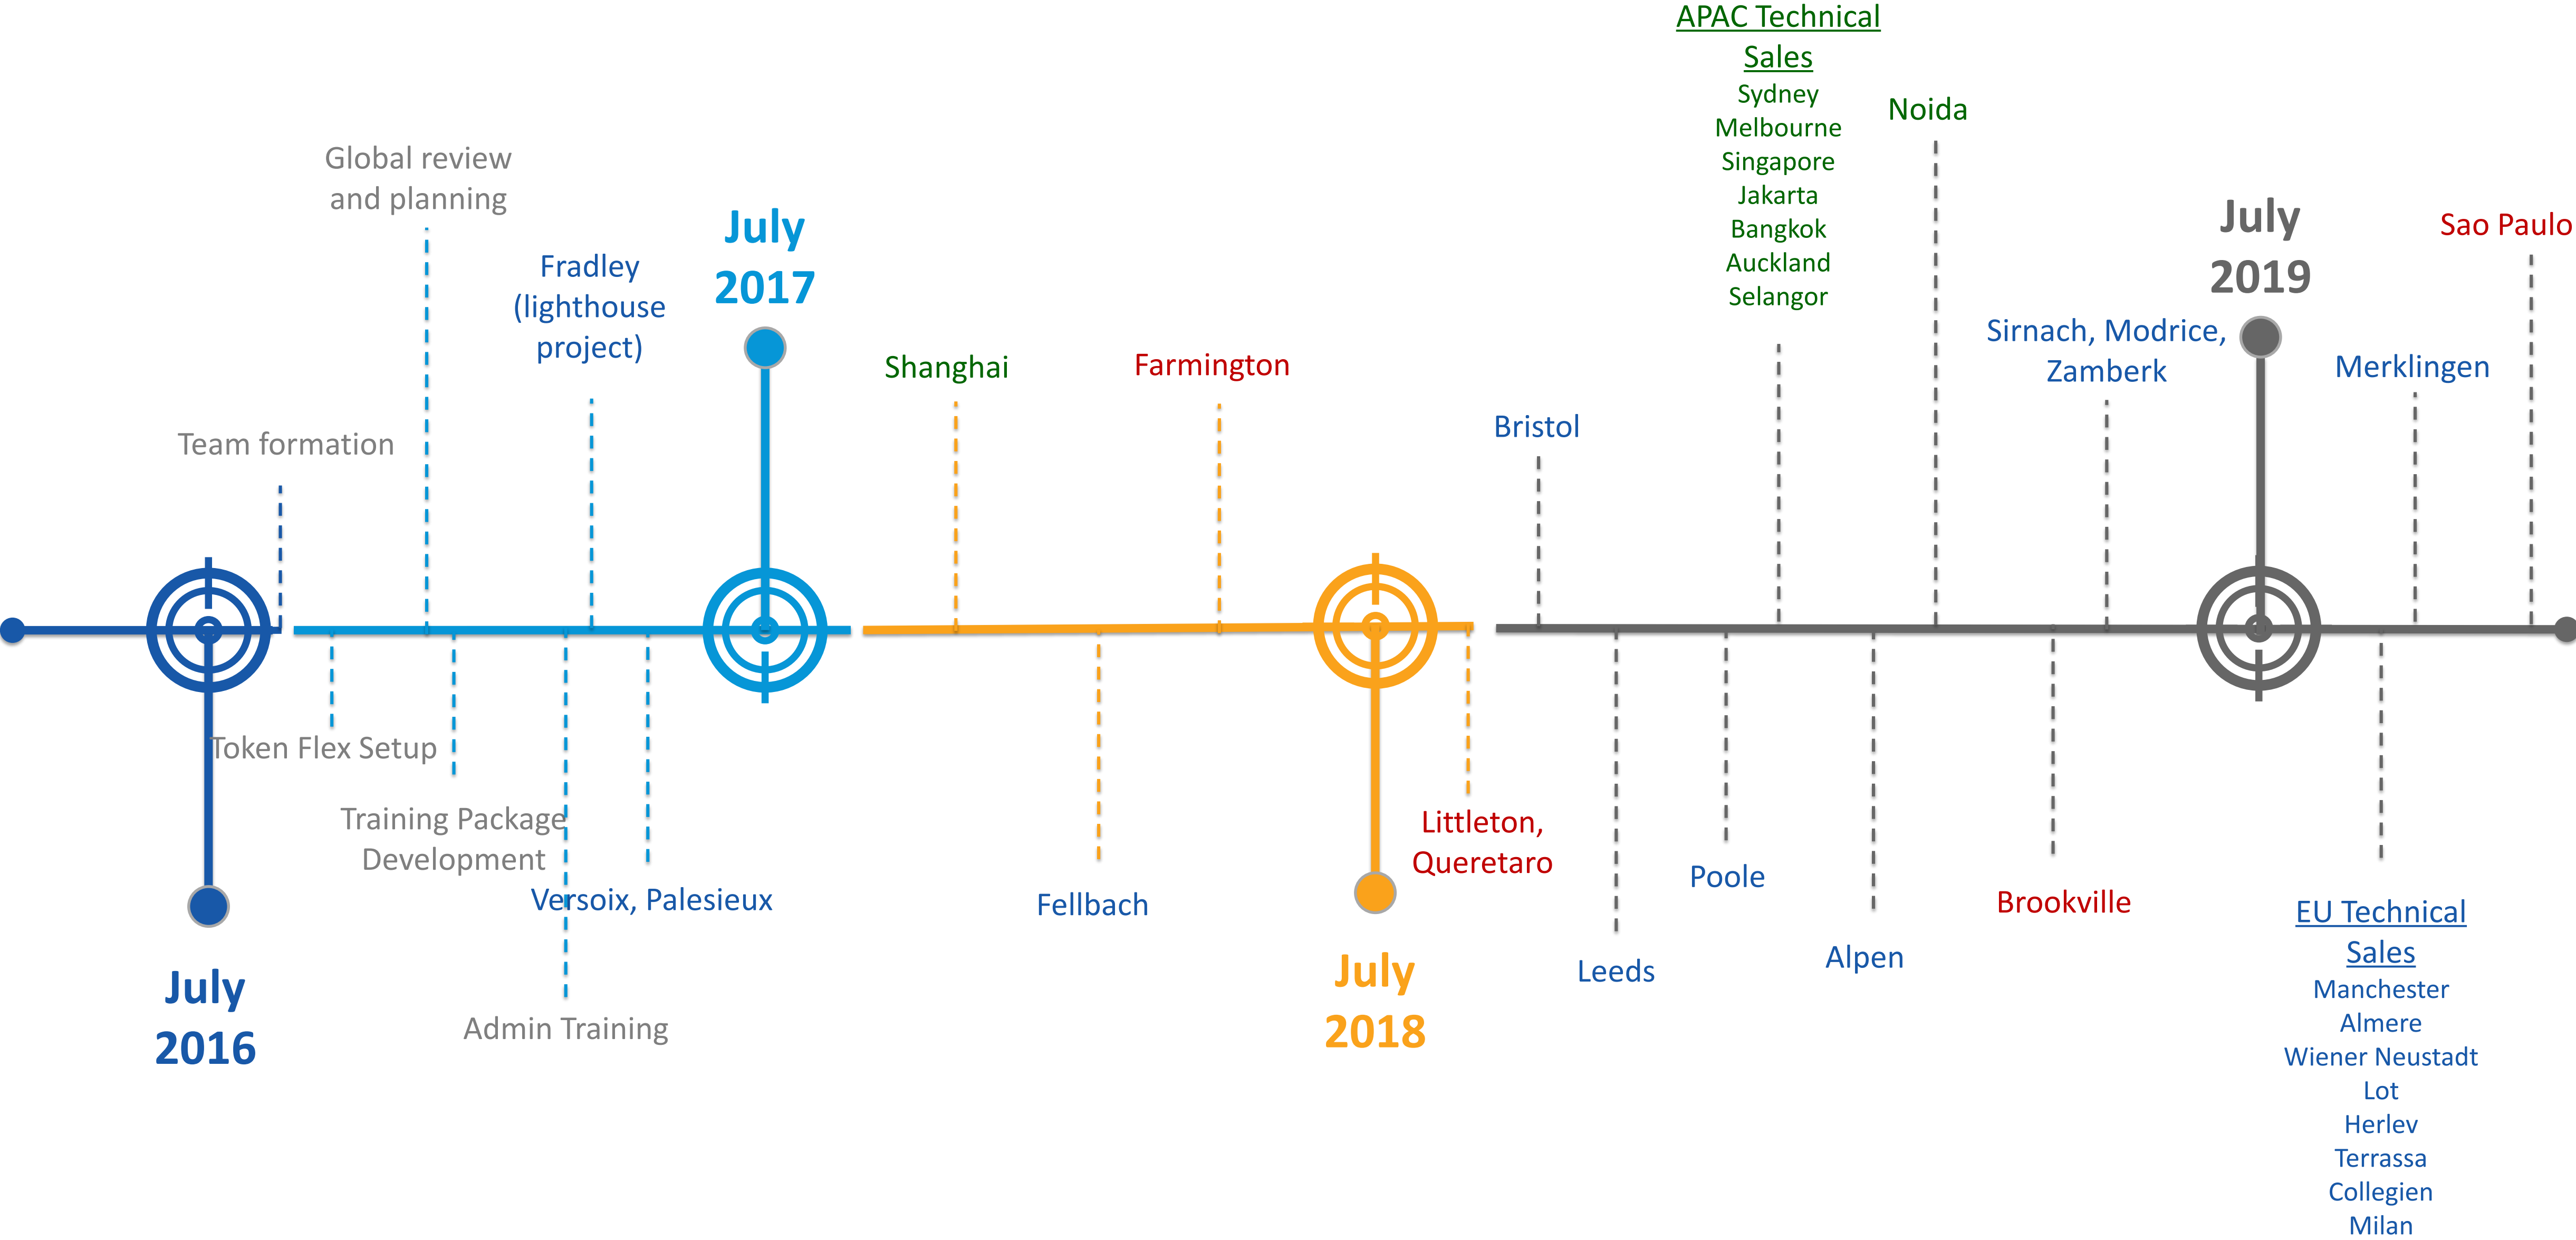 Team formation
Global review
and planning
Fradley
(lighthouse
project)
July
2017
Shanghai
Farmington
Bristol
APAC Technical
Sales
Sydney
Melbourne
Singapore
Jakarta
Bangkok
Auckland
Selangor
Noida
Sirnach, Modrice,
Zamberk
July
2019
Merklingen
Sao Paulo
July
2016
Token Flex Setup
Training Package
Development
Admin Training
Versoix, Palesieux
Fellbach
July
2018
Littleton,
Queretaro
Leeds
Poole
Alpen
Brookville
EU Technical
Sales
Manchester
Almere
Wiener Neustadt
Lot
Herlev
Terrassa
Collegien
Milan